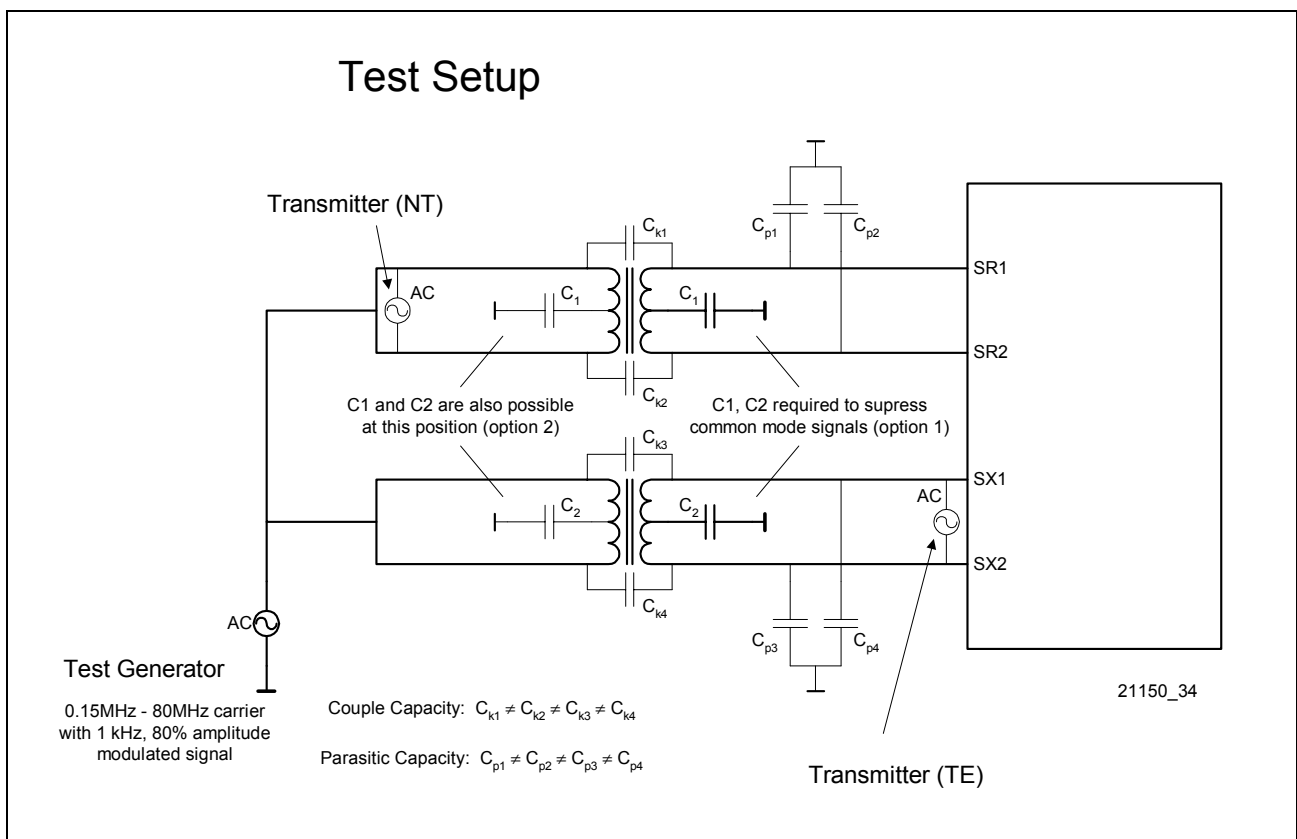 Test Setup
Transmitter (NT)
AC
Ck1
C1
C1
Ck2
Cp1
Cp2
SR1
SR2
C1 and C2 are also possible
at this position (option 2)
C1, C2 required to supress
common mode signals (option 1)
Ck3
C2
C2
Ck4
SX1
AC
SX2
Cp3
Cp4
AC
Test Generator
0.15MHz - 80MHz carrier
with 1 kHz, 80% amplitude
modulated signal
Couple Capacity: Ck1 ≠ Ck2 ≠ Ck3 ≠ Ck4
Parasitic Capacity: Cp1 ≠ Cp2 ≠ Cp3 ≠ Cp4
Transmitter (TE)
21150_34